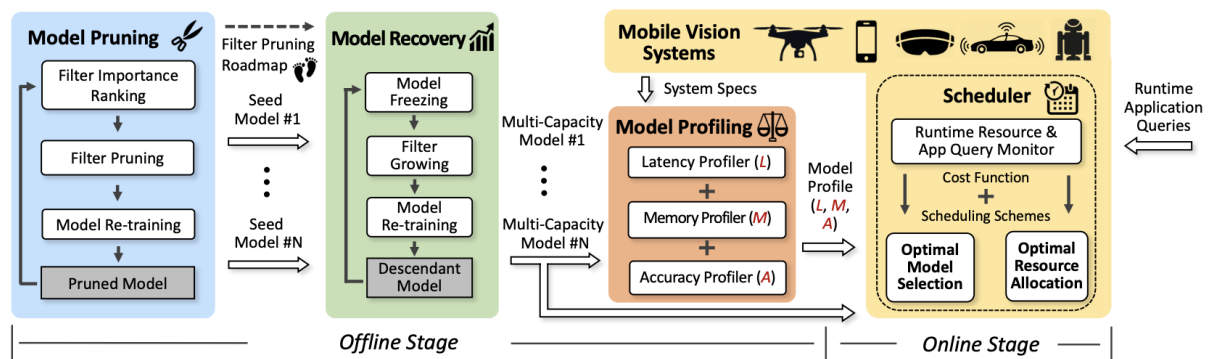 Model Pruning
Filter Importance
Ranking
Filter Pruning
Model Re-training
Pruned Model
Filter Pruning
Roadmap
Seed
Model #1
Seed
Model #N
Model Recovery
Model
Freezing
Filter
Growing
Model
Re-training
Descendant
Model
Multi-Capacity
Model #1
Multi-Capacity
Model #N
Mobile Vision
Systems
System Specs
Model Profiling
Latency Profiler (L)
+
Memory Profiler (M)
+
Accuracy Profiler (A)
Model
Profile
(L, M,
A)
Scheduler
Runtime Resource &
App Query Monitor
Cost Function
+
Scheduling Schemes
Optimal
Model
Selection
Optimal
Resource
Allocation
Runtime
Application
Queries
Offline Stage
Online Stage